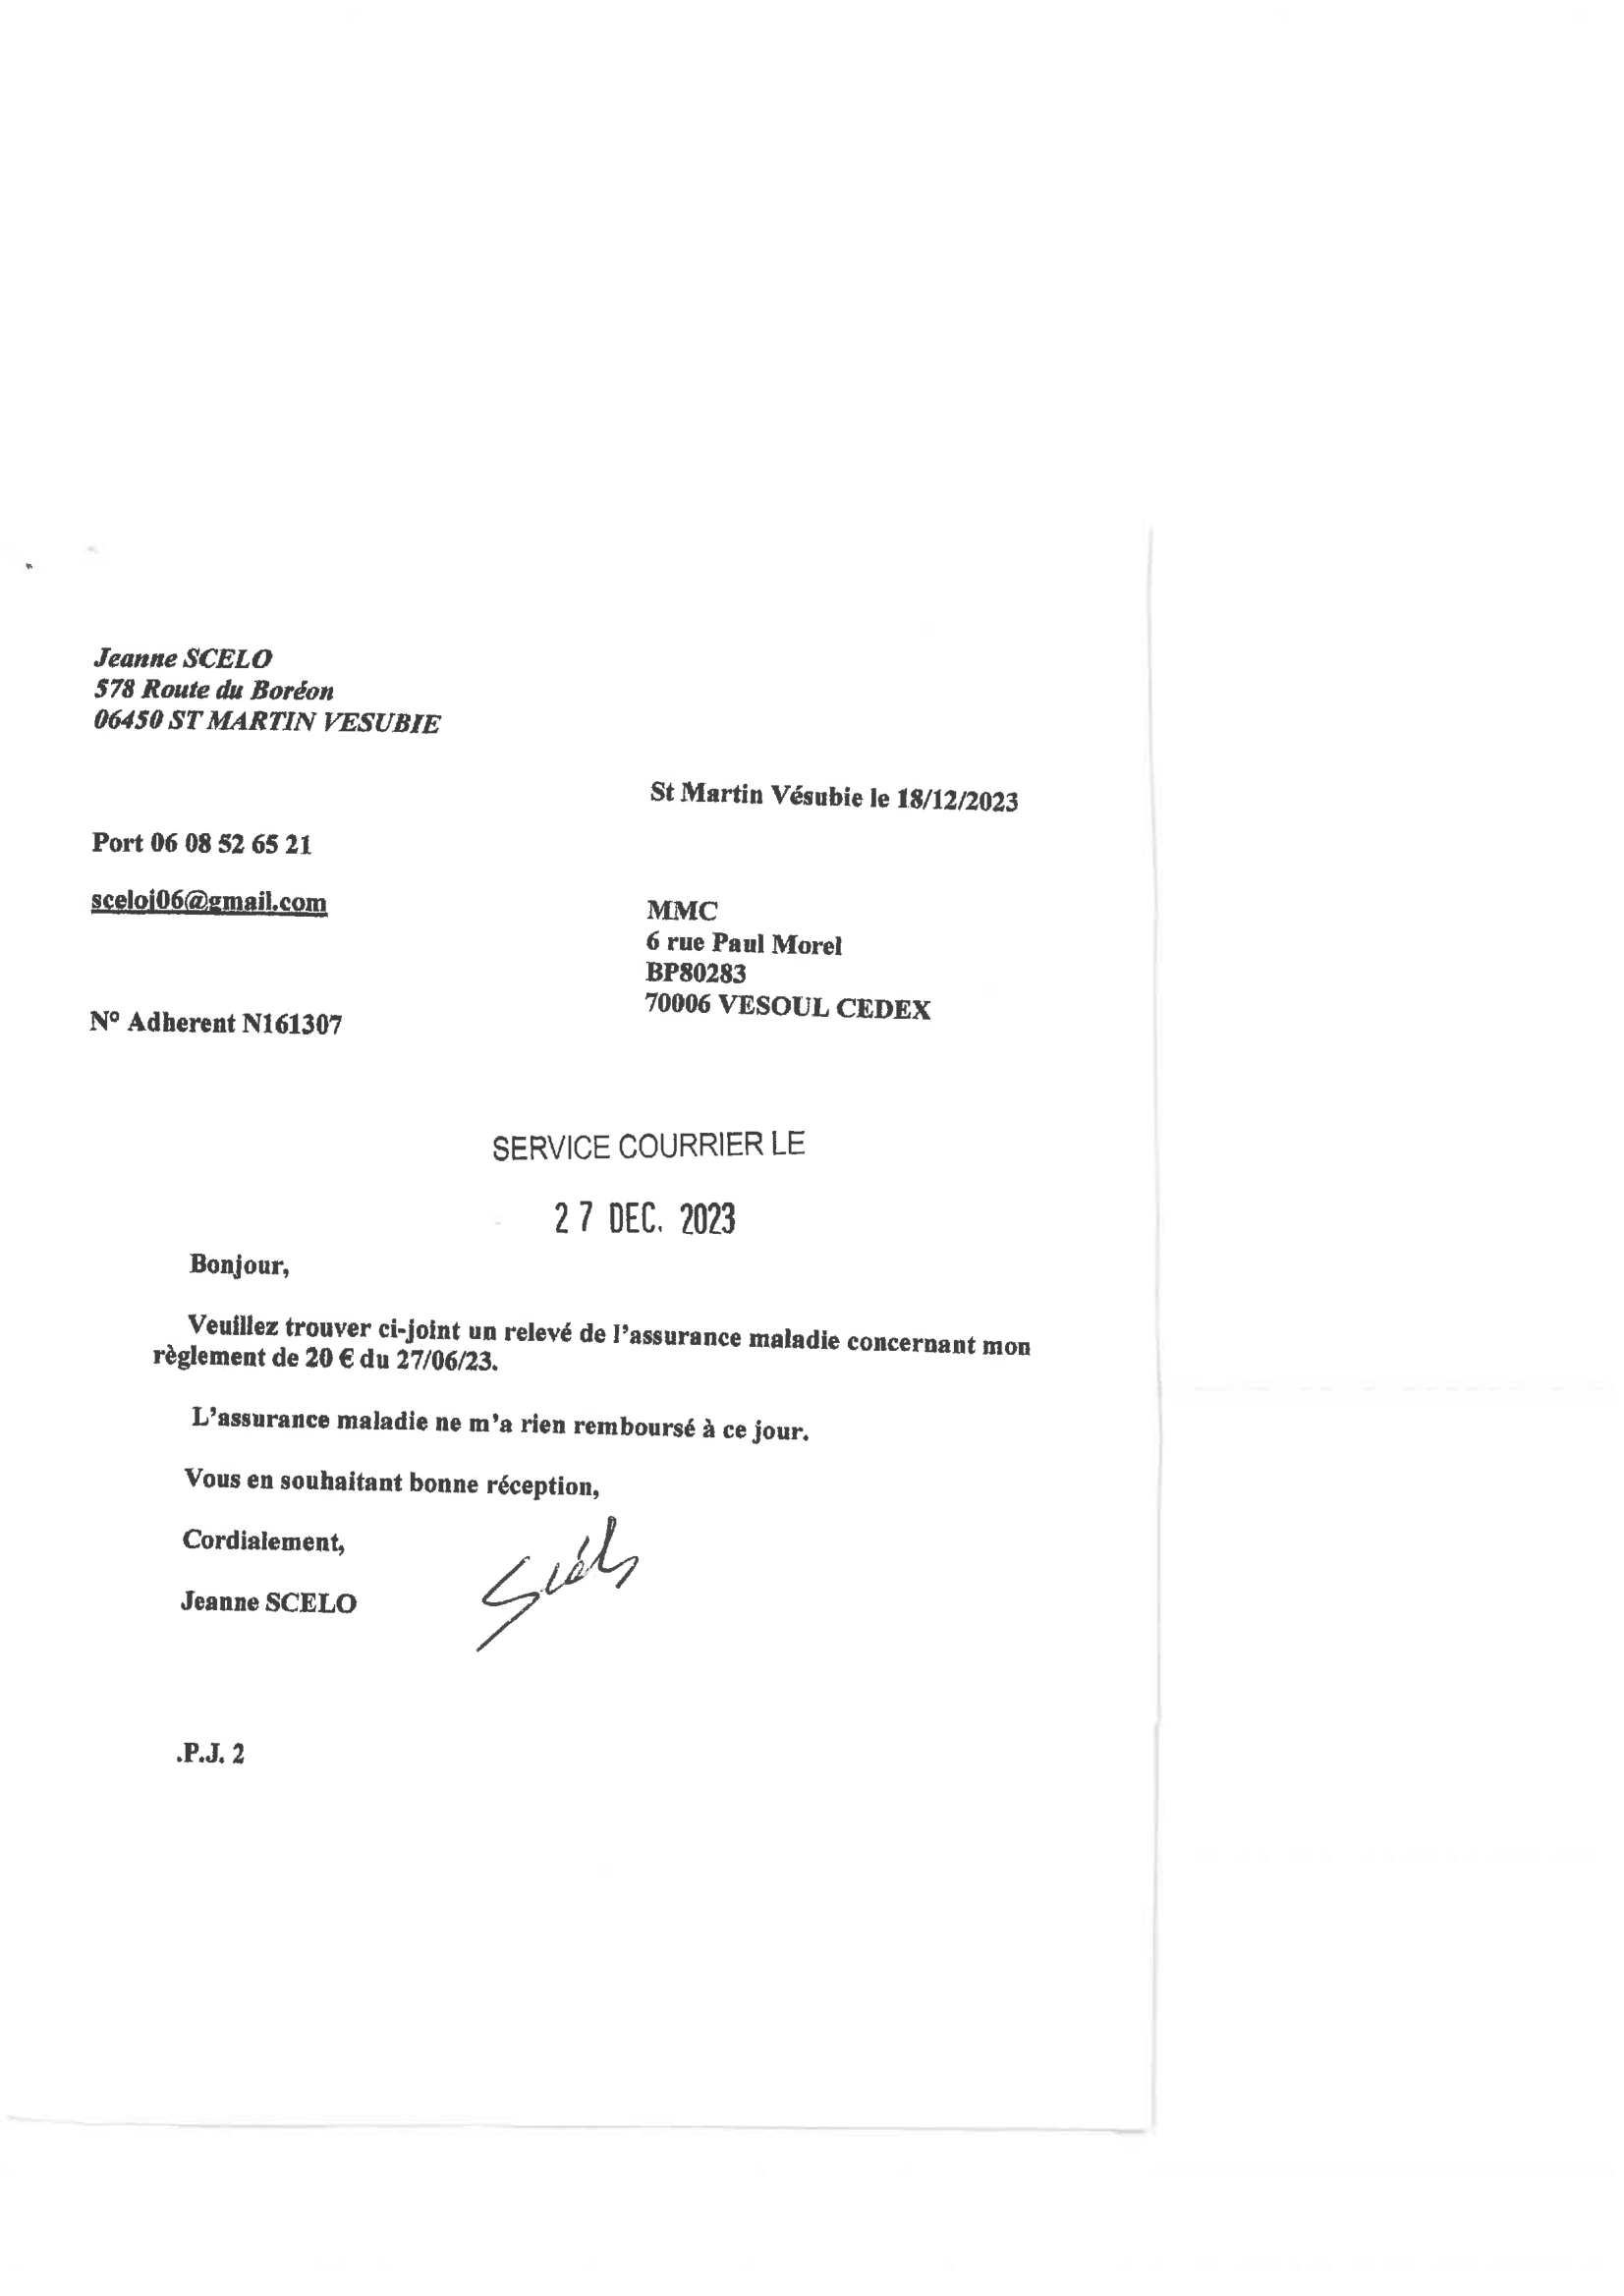 Jeanne SCELO
578 Route du Boréon
06450 ST MARTIN VESUBIE
St Martin Vésubie le 18/12/2023
Port 06 08 52 65 21
sceloj06@gmail.com
MMC
6 rue Paul Morel
BP80283
70006 VESOUL CEDEX
N° Adherent N161307
SERVICE COURRIER LE
27 DEC. 2023
Bonjour,
Veuillez trouver ci-joint un relevé de l'assurance maladie concernant mon
règlement de 20 € du 27/06/23.
L'assurance maladie ne m'a rien remboursé à ce jour.
Vous en souhaitant bonne réception,
Cordialement,
Jeanne SCELO
.P.J. 2